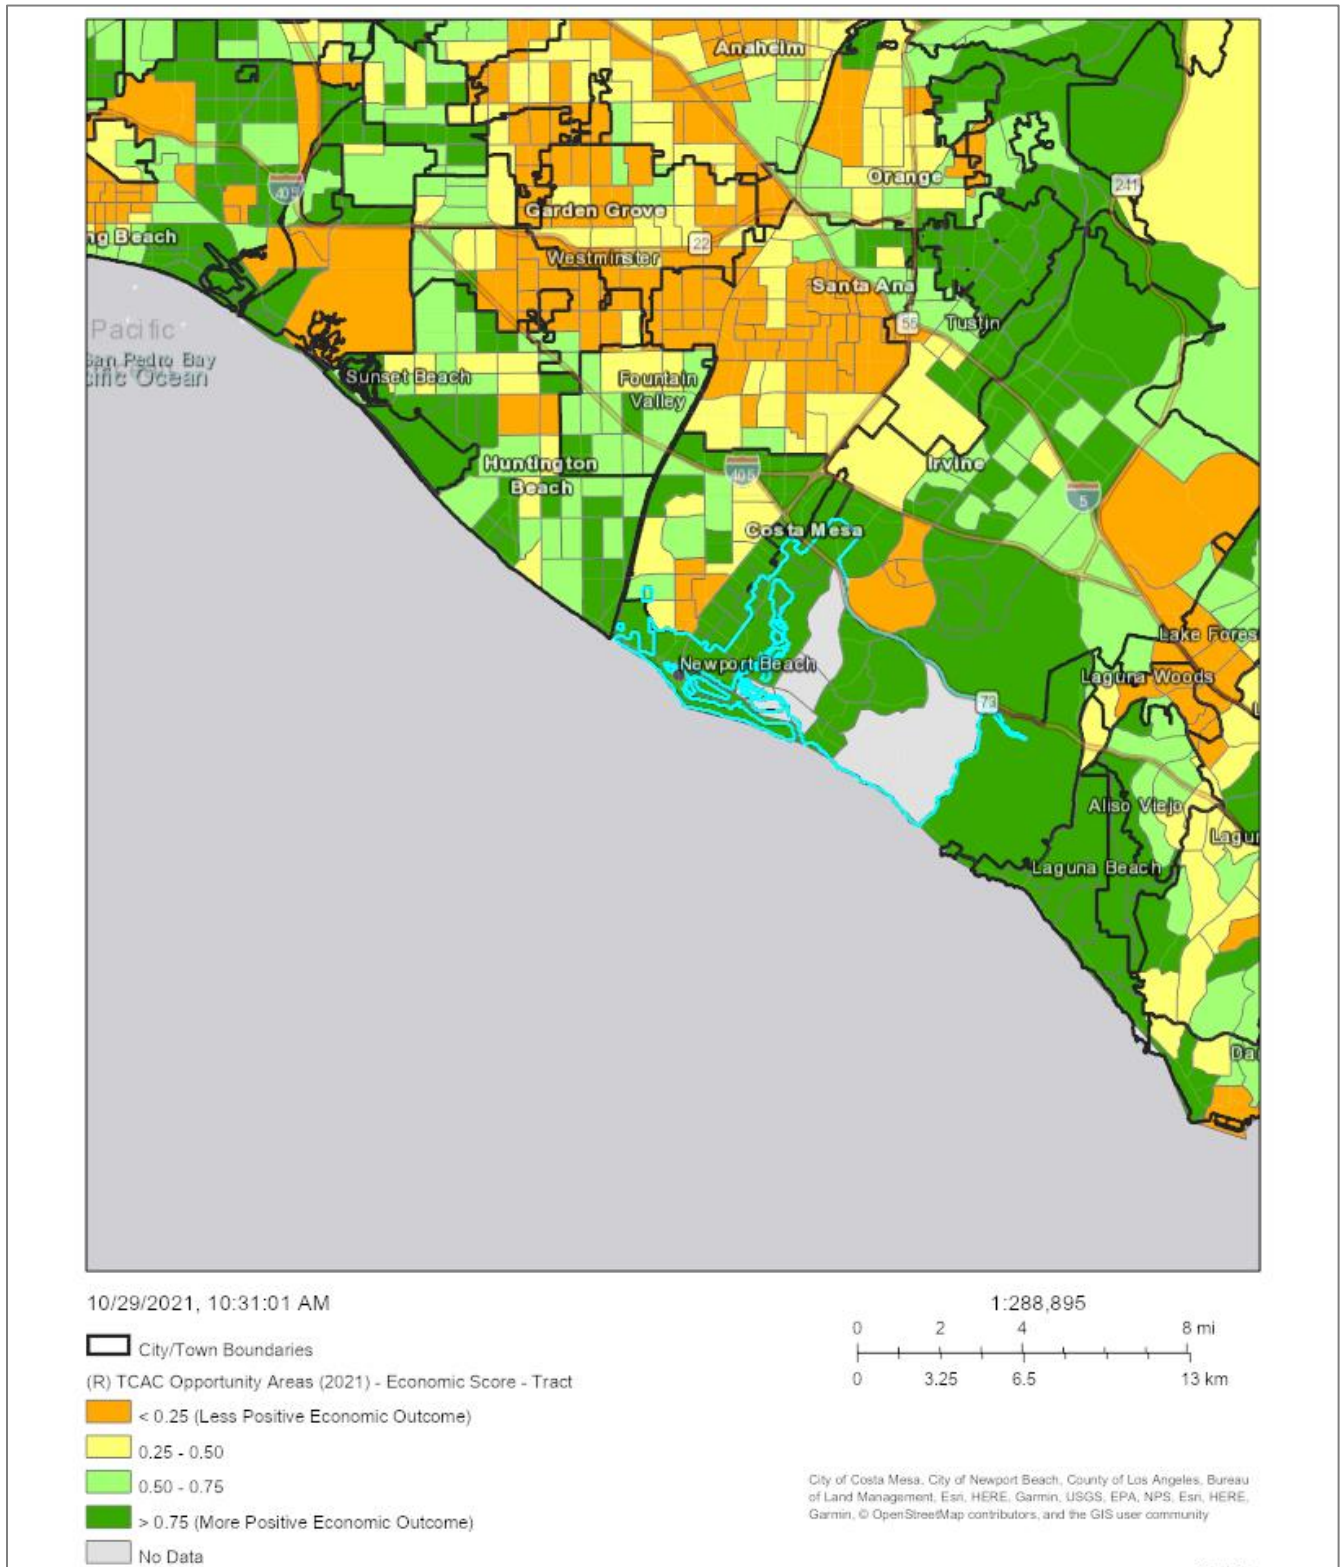 Anaheim
Orange
241
405
Garden Grove
ng Beach
22
Westminster
Santa Ana
55
Tustin
Pacific
San Pedro Bay
cific Ocean
Sunset Beach
Fountain
Valley
Huntington
Beach
405
Irvine
5
Costa Mesa
Lake Fores
Newport Beach
Laguna Woods
73
L
Aliso Viejo
Lagur
Laguna Beach
Da
10/29/2021, 10:31:01 AM
City/Town Boundaries
(R) TCAC Opportunity Areas (2021) - Economic Score - Tract
< 0.25 (Less Positive Economic Outcome)
0.25 - 0.50
0.50 - 0.75
> 0.75 (More Positive Economic Outcome)
No Data
1:288,895
0 2 4 8 mi
0 3.25 6.5 13 km
City of Costa Mesa, City of Newport Beach, County of Los Angeles, Bureau
of Land Management, Esri, HERE, Garmin, USGS, EPA, NPS, Esri, HERE,
Garmin, © OpenStreetMap contributors, and the GIS user community